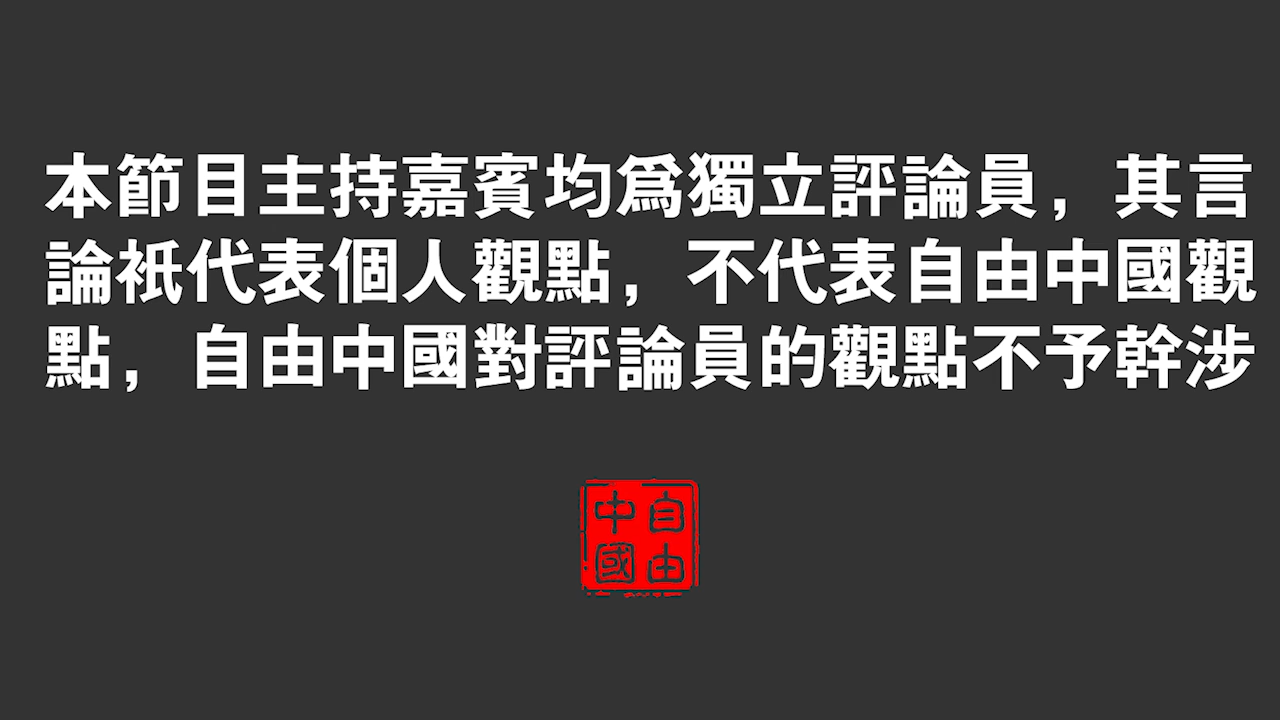 本節目主持嘉賓均爲獨立評論員，其言
論祇代表個人觀點，不代表自由中國觀
點，自由中國對評論員的觀點不予幹涉
自由
中國